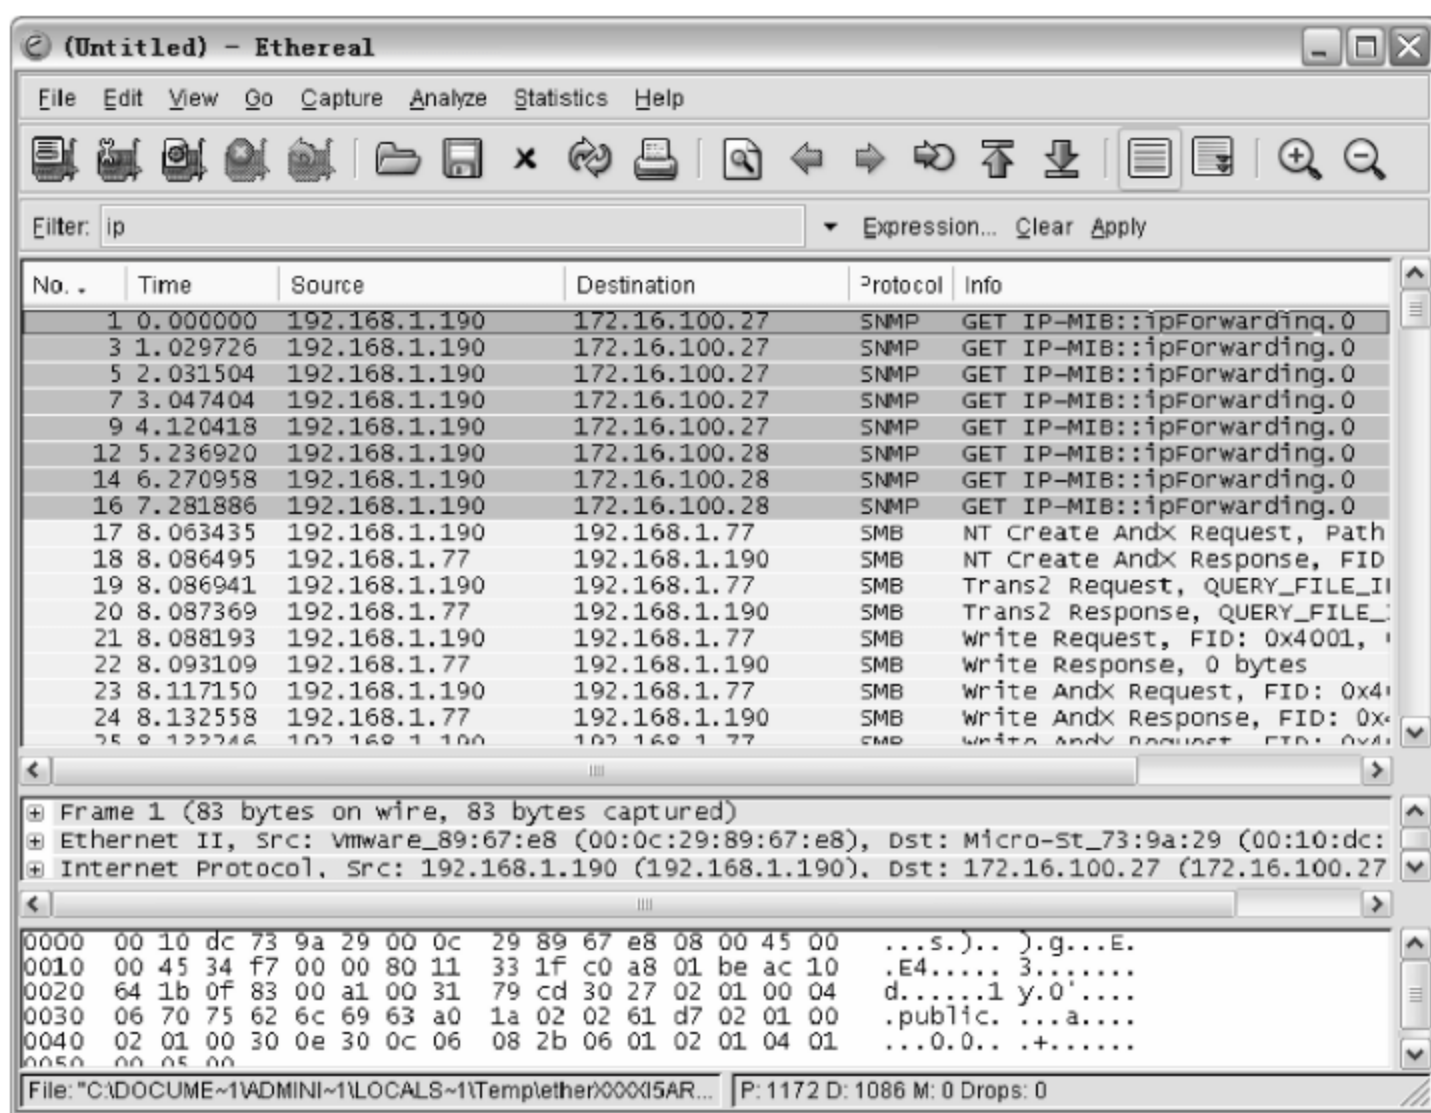 (Untitled) - Ethereal
File Edit View Go Capture Analyze Statistics Help
Filter: ip Expression... Clear Apply
No. Time Source Destination Protocol Info
1 0.000000 192.168.1.190 172.16.100.27 SNMP GET IP-MIB::ipForwarding.0
3 1.029726 192.168.1.190 172.16.100.27 SNMP GET IP-MIB::ipForwarding.0
5 2.031504 192.168.1.190 172.16.100.27 SNMP GET IP-MIB::ipForwarding.0
7 3.047404 192.168.1.190 172.16.100.27 SNMP GET IP-MIB::ipForwarding.0
9 4.120418 192.168.1.190 172.16.100.27 SNMP GET IP-MIB::ipForwarding.0
12 5.236920 192.168.1.190 172.16.100.28 SNMP GET IP-MIB::ipForwarding.0
14 6.270958 192.168.1.190 172.16.100.28 SNMP GET IP-MIB::ipForwarding.0
16 7.281886 192.168.1.190 172.16.100.28 SNMP GET IP-MIB::ipForwarding.0
17 8.063435 192.168.1.190 192.168.1.77 SMB NT Create AndX Request, Path
18 8.086495 192.168.1.77 192.168.1.190 SMB NT Create AndX Response, FID
19 8.086941 192.168.1.190 192.168.1.77 SMB Trans2 Request, QUERY_FILE_I
20 8.087369 192.168.1.77 192.168.1.190 SMB Trans2 Response, QUERY_FILE_
21 8.088193 192.168.1.190 192.168.1.77 SMB Write Request, FID: 0x4001,
22 8.093109 192.168.1.77 192.168.1.190 SMB Write Response, 0 bytes
23 8.117150 192.168.1.190 192.168.1.77 SMB Write AndX Request, FID: 0x4
24 8.132558 192.168.1.77 192.168.1.190 SMB Write AndX Response, FID: 0x
25 192.168.1.190 192.168.1.77 SMB Write AndX Request FID: 0x4
Frame 1 (83 bytes on wire, 83 bytes captured)
Ethernet II, Src: Vmware_89:67:e8 (00:0c:29:89:67:e8), Dst: Micro-St_73:9a:29 (00:10:dc:
Internet Protocol, Src: 192.168.1.190 (192.168.1.190), Dst: 172.16.100.27 (172.16.100.27
0000 00 10 dc 73 9a 29 00 0c 29 89 67 e8 08 00 45 00 ...s.).. ).g...E.
0010 00 45 34 f7 00 00 80 11 33 1f c0 a8 01 be ac 10 .E4..... 3.......
0020 64 1b 0f 83 00 a1 00 31 79 cd 30 27 02 01 00 04 d......1 y.0'....
0030 06 70 75 62 6c 69 63 a0 1a 02 02 61 d7 02 01 00 .public. ...a....
0040 02 01 00 30 0e 30 0c 06 08 2b 06 01 02 01 04 01 ...0.0.. .+......
0050 00 05 00
File: "C:\DOCUME~1\ADMINI~1\LOCALS~1\Temp\etherXXXXI5AR... P: 1172 D: 1086 M: 0 Drops: 0